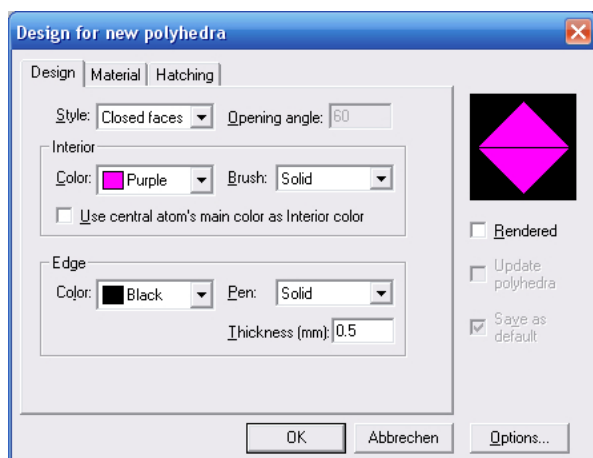 Design for new polyhedra
Design Material Hatching
Style: Closed faces Opening angle: 60
Interior
Color: Purple Brush: Solid
Use central atom's main color as Interior color
Rendered
Update
polyhedra
Save as
default
Edge
Color: Black Pen: Solid
Thickness (mm): 0.5
OK Abbrechen Options...